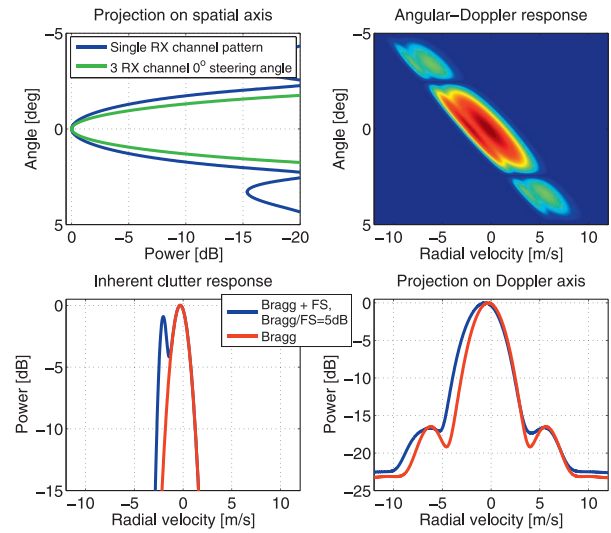 Projection on spatial axis
Single RX channel pattern
3 RX channel 0° steering angle
-5
0
5
Angle [deg]
0
-5
-10
-15
-20
Power [dB]
Angular-Doppler response
-5
0
5
Angle [deg]
-10
-5
0
5
10
Radial velocity [m/s]
Inherent clutter response
Bragg + FS,
Bragg/FS=5dB
Bragg
0
-5
-10
-15
Power [dB]
-10
-5
0
5
10
Radial velocity [m/s]
Projection on Doppler axis
0
-5
-10
-15
-20
-25
Power [dB]
-10
-5
0
5
10
Radial velocity [m/s]